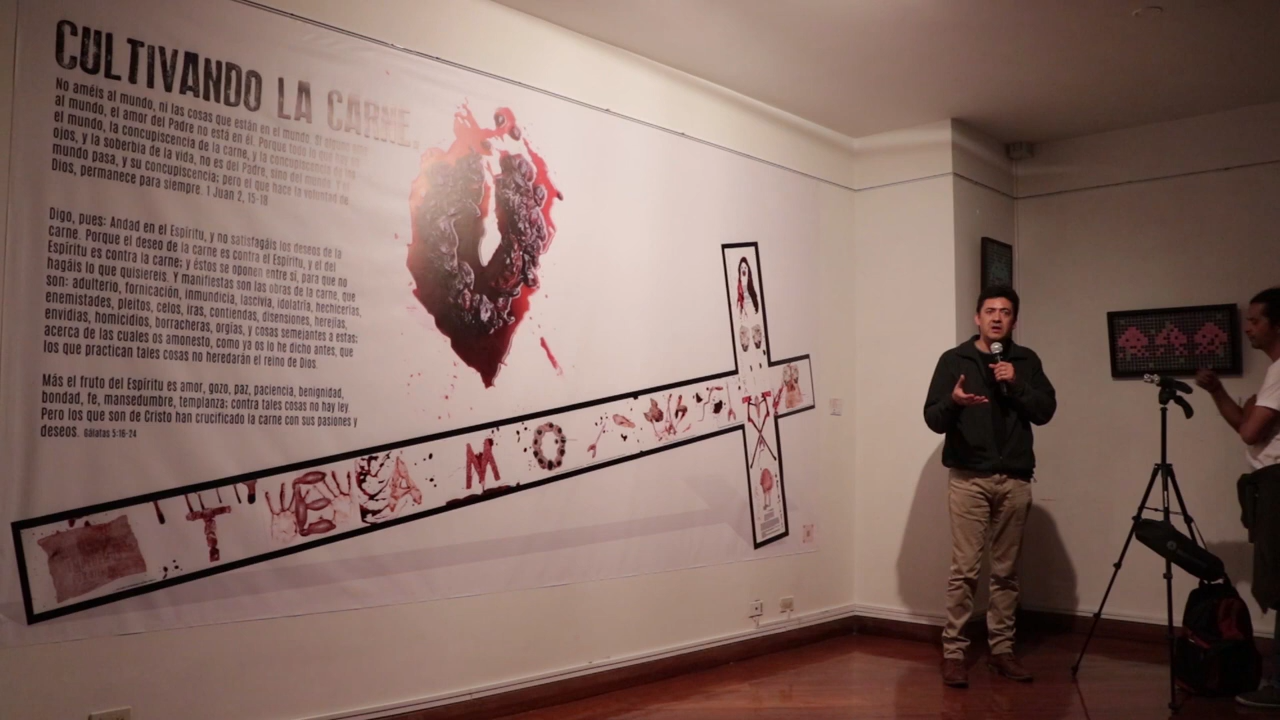 CULTIVANDO LA CARNE
No améis al mundo, ni las cosas que están en el mundo. Si alguno ama
al mundo, el amor del Padre no está en él. Porque todo lo que hay en
el mundo, la concupiscencia de la carne, y la concupiscencia de los
ojos, y la soberbia de la vida, no es del Padre, sino del mundo. Y el
mundo pasa, y su concupiscencia; pero el que hace la voluntad de
Dios, permanece para siempre. 1 Juan 2, 15-18
Digo, pues: Andad en el Espíritu, y no satisfagáis los deseos de la
carne. Porque el deseo de la carne es contra el Espíritu, y el del
Espíritu es contra la carne; y éstos se oponen entre sí, para que no
hagáis lo que quisiereis. Y manifiestas son las obras de la carne, que
son: adulterio, fornicación, inmundicia, lascivia, idolatría, hechicerías,
enemistades, pleitos, celos, iras, contiendas, disensiones, herejías,
envidias, homicidios, borracheras, orgías, y cosas semejantes a estas;
acerca de las cuales os amonesto, como ya os lo he dicho antes, que
los que practican tales cosas no heredarán el reino de Dios.
Más el fruto del Espíritu es amor, gozo, paz, paciencia, benignidad,
bondad, fe, mansedumbre, templanza; contra tales cosas no hay ley
Pero los que son de Cristo han crucificado la carne con sus pasiones y
deseos. Gálatas 5:16-24
TE AMO